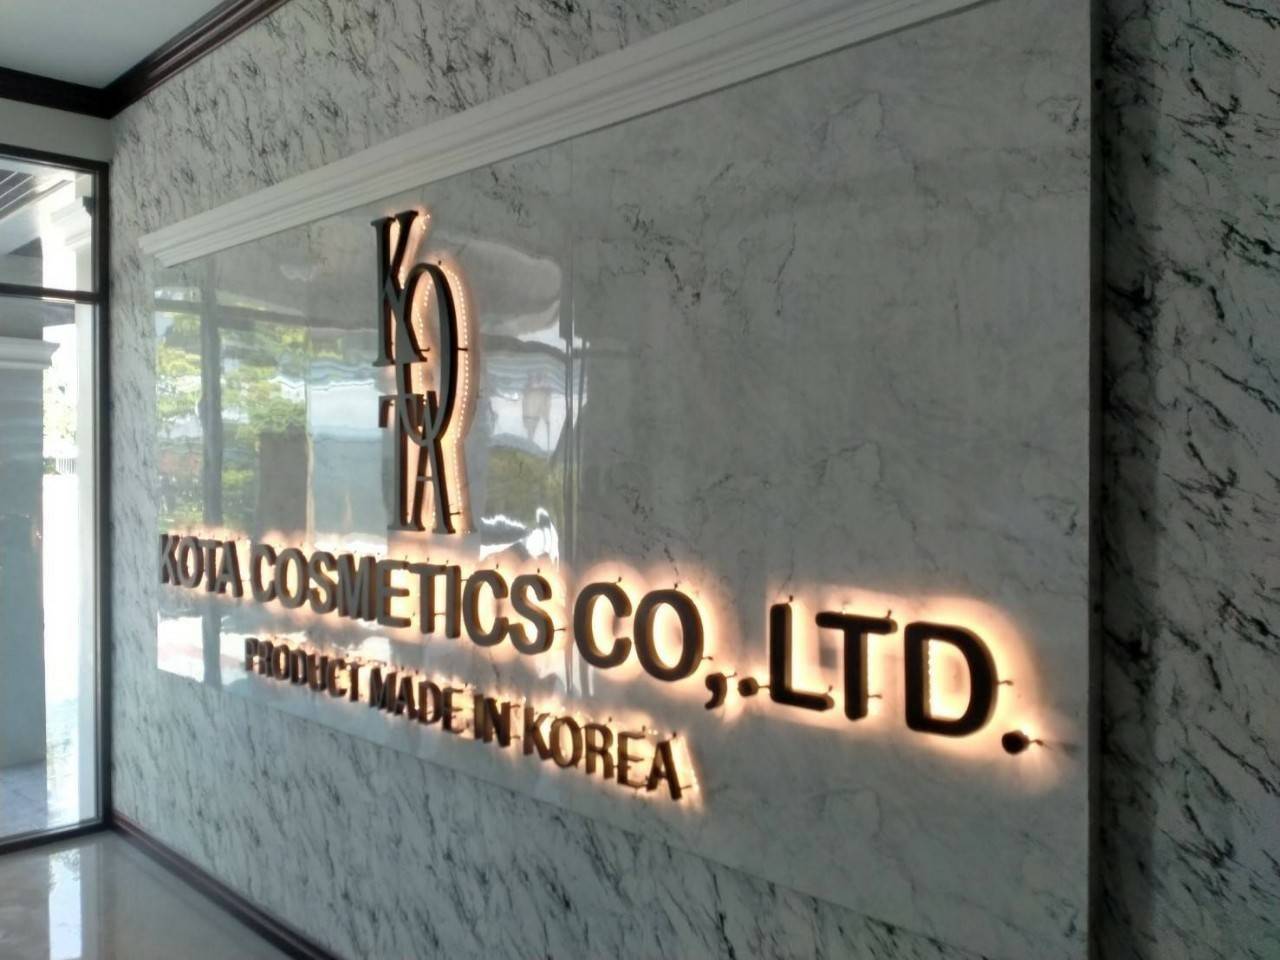 KOTA
KOTA COSMETICS CO,.LTD.
PRODUCT MADE IN KOREA